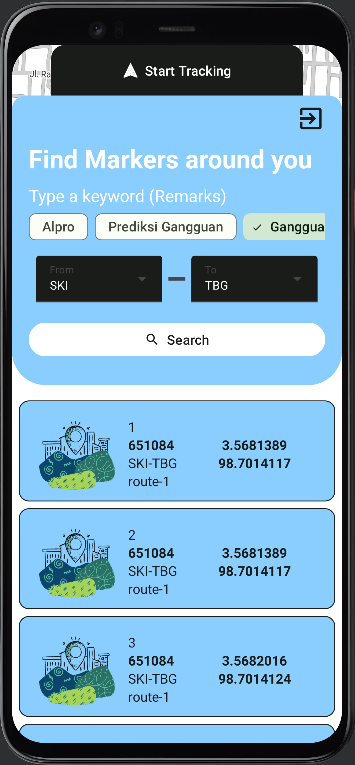 Jl. Ra
Start Tracking
Find Markers around you
Type a keyword (Remarks)
Alpro
Prediksi Gangguan
Ganggua
From
SKI
To
TBG
Search
1
651084 3.5681389
SKI-TBG 98.7014117
route-1
2
651084 3.5681389
SKI-TBG 98.7014117
route-1
3
651084 3.5682016
SKI-TBG 98.7014124
route-1